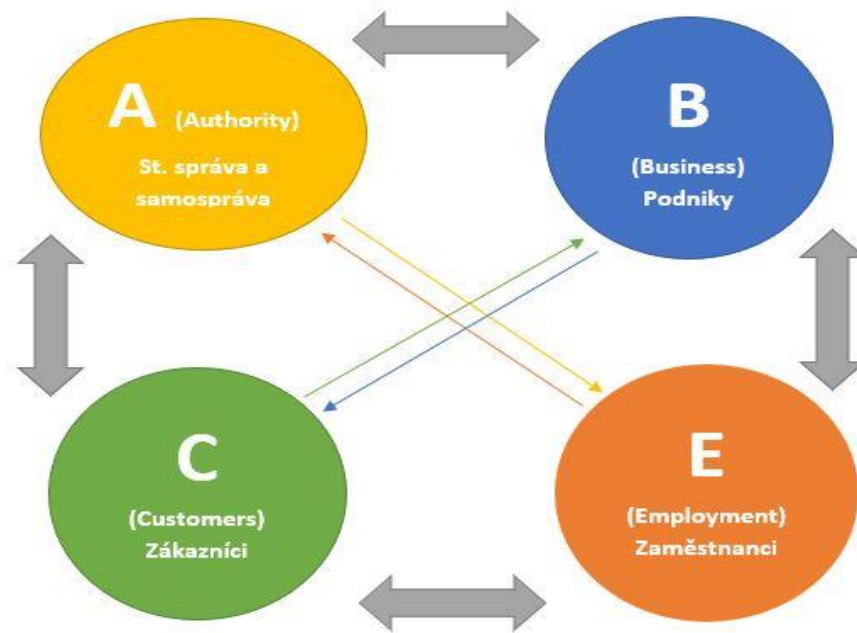 A (Authority)
St. správa a
samospráva
B
(Business)
Podniky
C
(Customers)
Zákazníci
E
(Employment)
Zaměstnanci